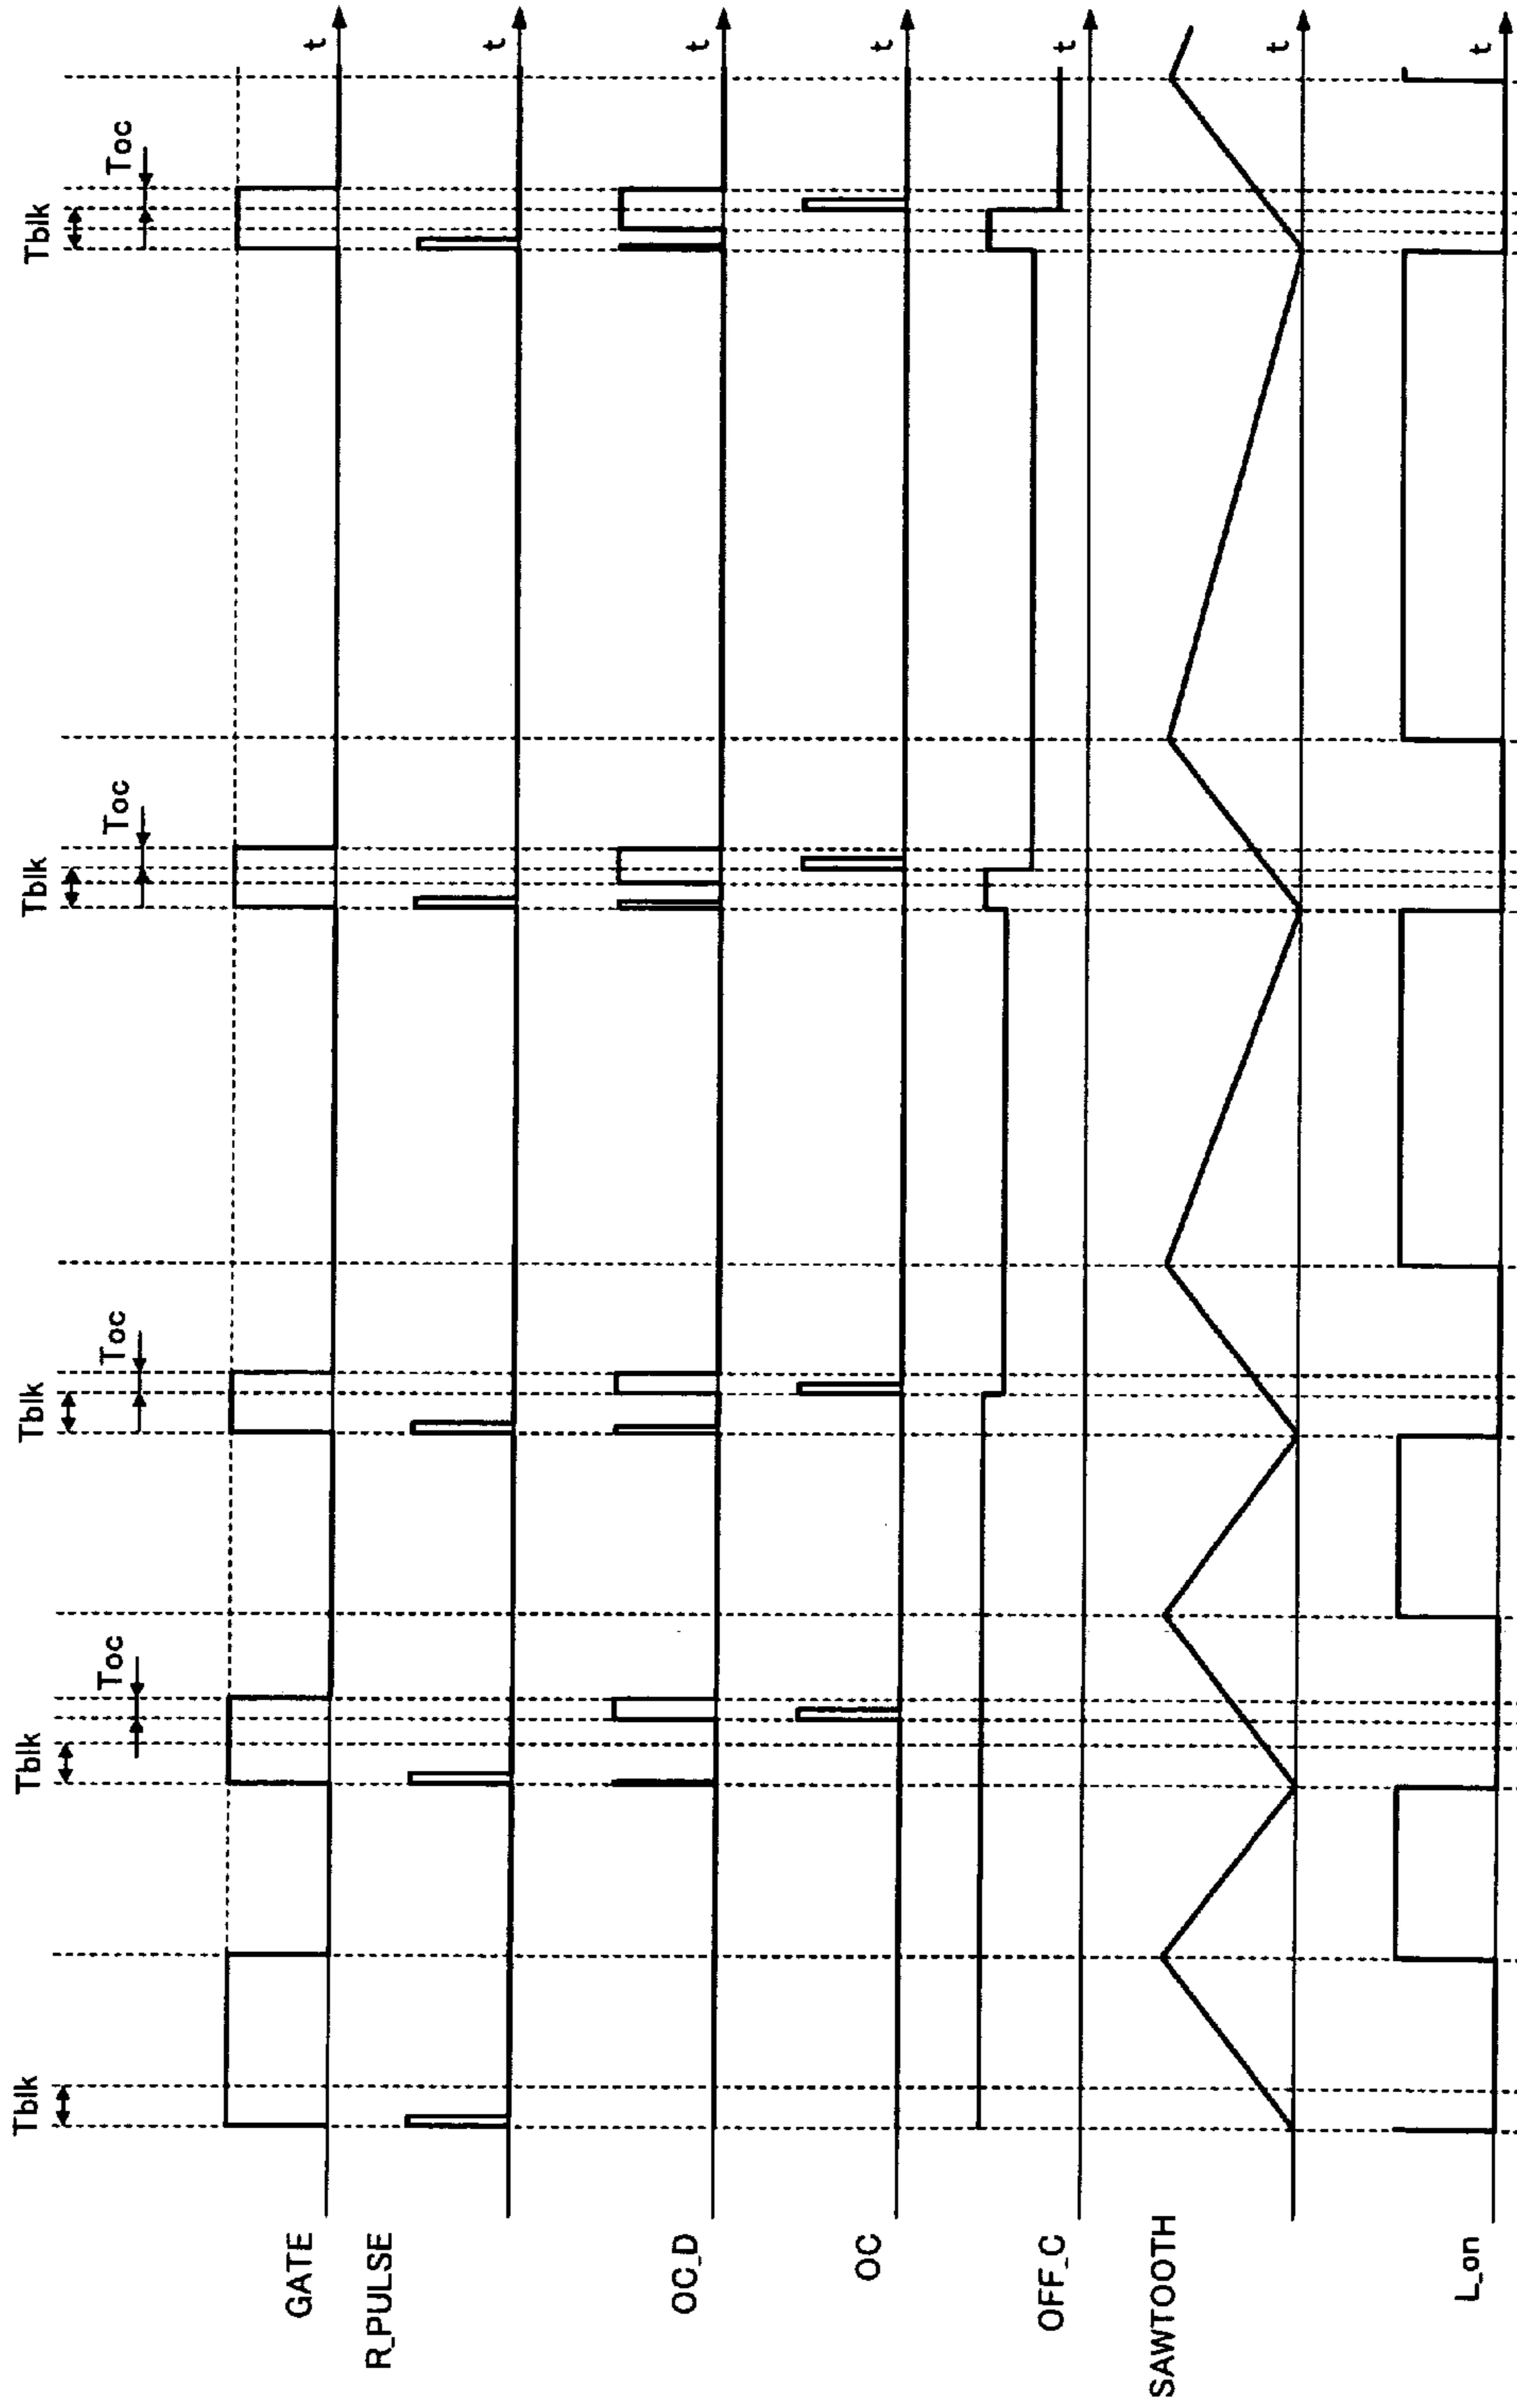 Tblk
Tblk
Toc
Tblk
Toc
Tblk
Toc
Tblk
Toc
GATE
t
R_PULSE
t
OC_D
t
OC
t
OFF_C
t
SAWTOOTH
t
L_on
t